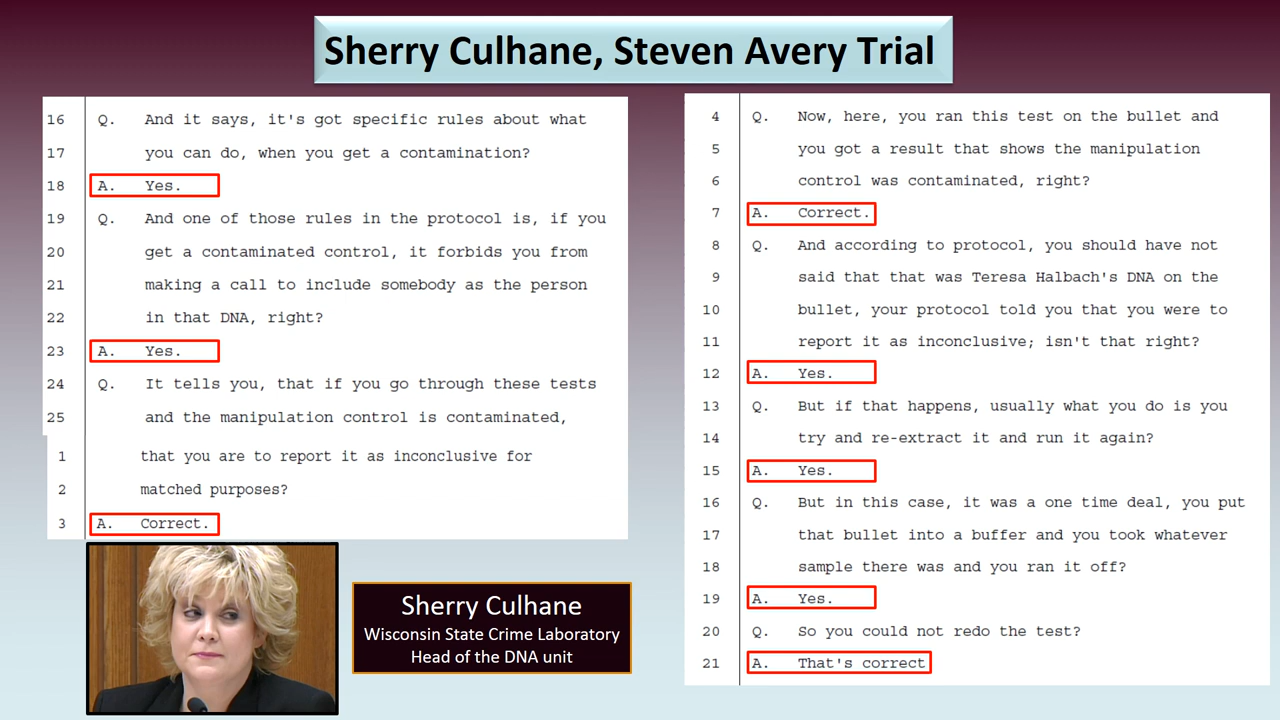 Sherry Culhane, Steven Avery Trial
16 Q. And it says, it's got specific rules about what
17 you can do, when you get a contamination?
18 A. Yes.
19 Q. And one of those rules in the protocol is, if you
20 get a contaminated control, it forbids you from
21 making a call to include somebody as the person
22 in that DNA, right?
23 A. Yes.
24 Q. It tells you, that if you go through these tests
25 and the manipulation control is contaminated,
1 that you are to report it as inconclusive for
2 matched purposes?
3 A. Correct.
Sherry Culhane
Wisconsin State Crime Laboratory
Head of the DNA unit
4 Q. Now, here, you ran this test on the bullet and
5 you got a result that shows the manipulation
6 control was contaminated, right?
7 A. Correct.
8 Q. And according to protocol, you should have not
9 said that that was Teresa Halbach's DNA on the
10 bullet, your protocol told you that you were to
11 report it as inconclusive; isn't that right?
12 A. Yes.
13 Q. But if that happens, usually what you do is you
14 try and re-extract it and run it again?
15 A. Yes.
16 Q. But in this case, it was a one time deal, you put
17 that bullet into a buffer and you took whatever
18 sample there was and you ran it off?
19 A. Yes.
20 Q. So you could not redo the test?
21 A. That's correct